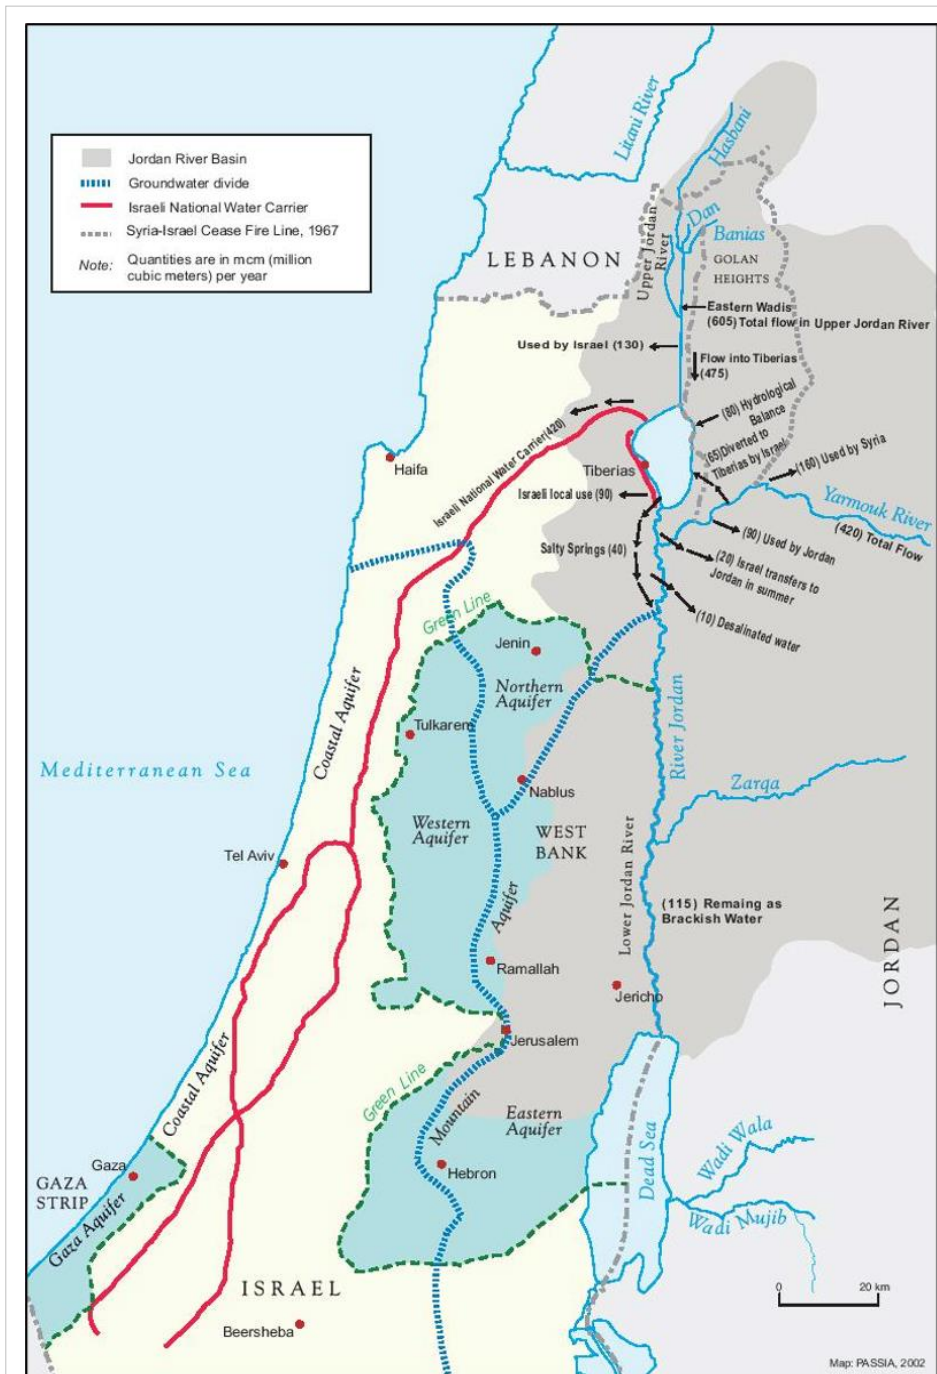 Jordan River Basin
Groundwater divide
Israeli National Water Carrier
Syria-Israel Cease Fire Line, 1967
Note: Quantities are in mcm (million
cubic meters) per year
Litani River
Hasbani
Dan
Banias
Upper Jordan
River
GOLAN
HEIGHTS
LEBANON
Eastern Wadis
(605) Total flow in Upper Jordan River
Used by Israel (130)
Flow into Tiberias
(475)
(80) Hydrological
Balance
(65)Diverted to
Tiberias by Israel
(160) Used by Syria
Israeli National Water Carrier(420)
Haifa
Tiberias
Israeli local use (90)
Yarmouk River
(420) Total Flow
(90) Used by Jordan
Salty Springs (40)
(20) Israel transfers to
Jordan in summer
(10) Desalinated water
Green Line
Jenin
Northern
Aquifer
Coastal Aquifer
Tulkarem
River Jordan
Mediterranean Sea
Nablus
Zarqa
Western
Aquifer
WEST
BANK
Tel Aviv
Lower Jordan River
Aquifer
(115) Remaing as
Brackish Water
JORDAN
Ramallah
Jericho
Jerusalem
Coastal Aquifer
Green Line
Mountain
Eastern
Aquifer
Dead Sea
Wadi Wala
Gaza
Hebron
GAZA
STRIP
Gaza Aquifer
Wadi Mujib
ISRAEL
0 20 km
Beersheba
Map: PASSIA, 2002